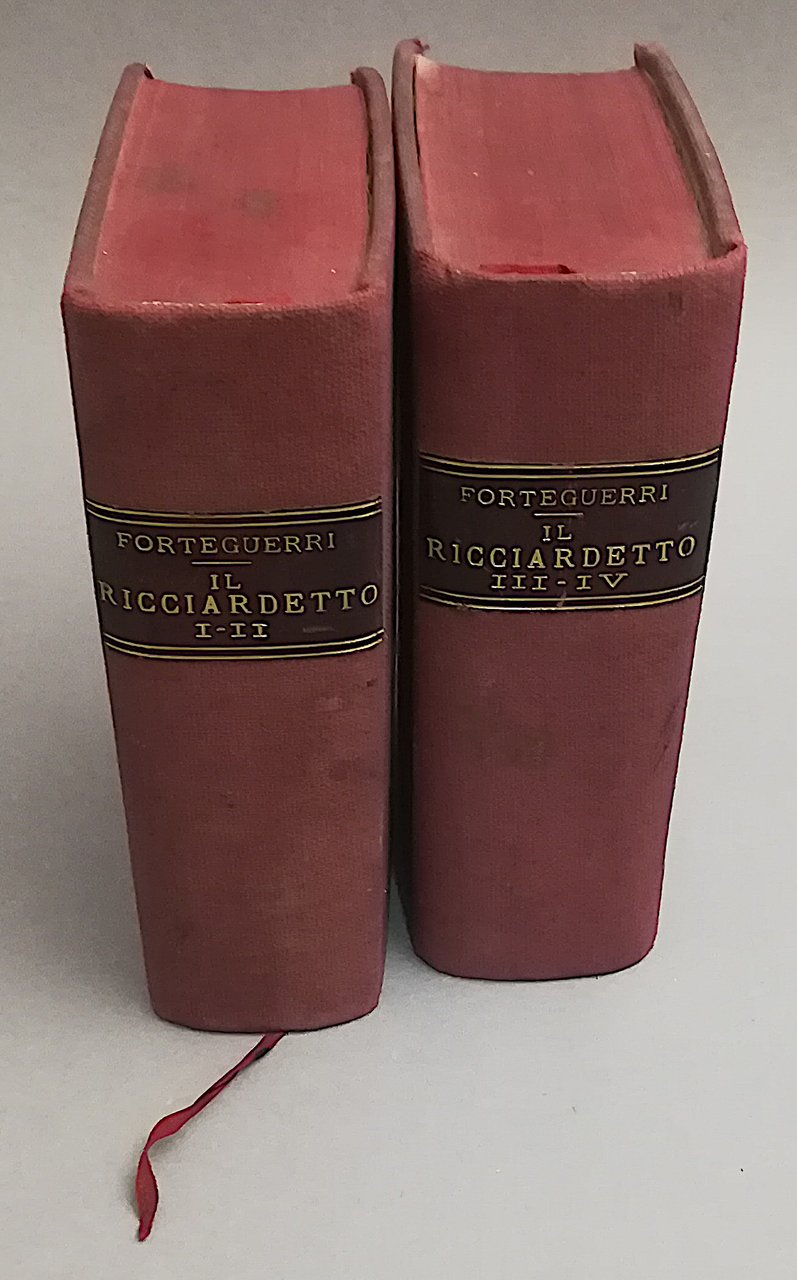 FORTEGUERRI
IL
RICCIARDETTO
I-II
FORTEGUERRI
IL
RICCIARDETTO
III-IV